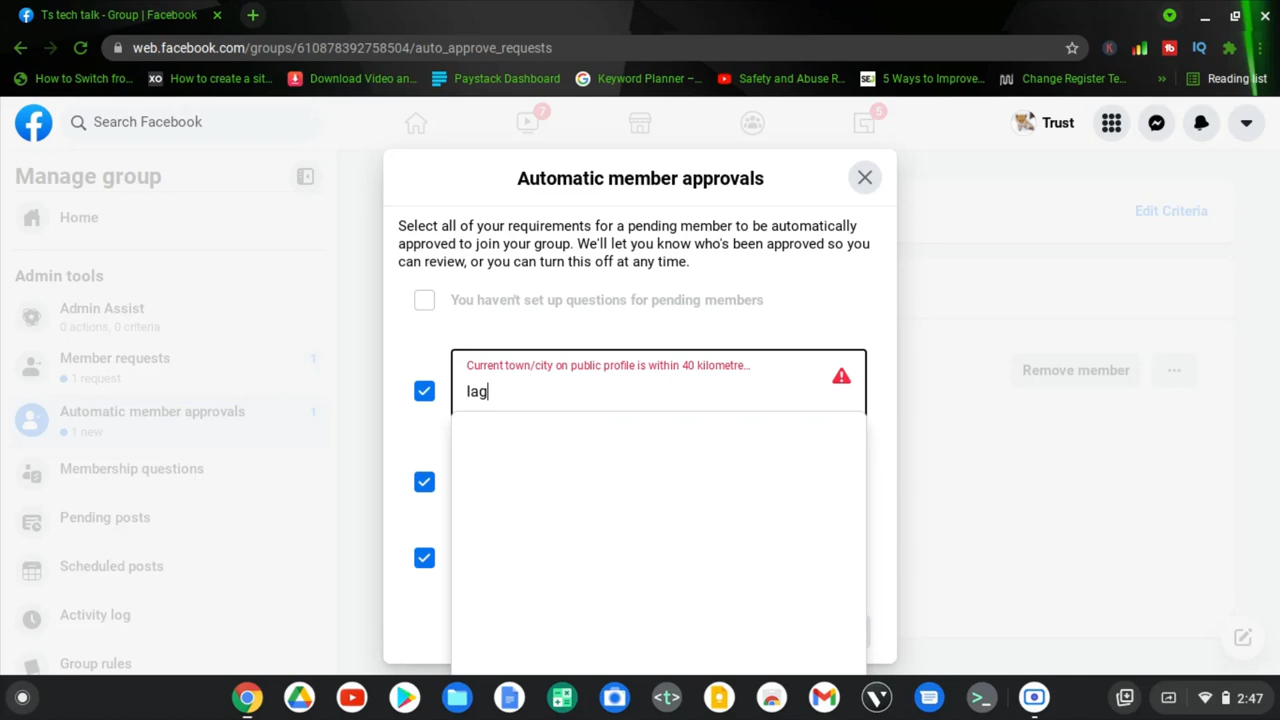 Ts tech talk - Group | Facebook
web.facebook.com/groups/610878392758504/auto_approve_requests
How to Switch fro...
XO How to create a sit...
Download Video an...
Paystack Dashboard
Keyword Planner –...
Safety and Abuse R...
SEJ 5 Ways to Improve...
Change Register Te...
»
Reading list
Search Facebook
7
5
Trust
Manage group
Home
Admin tools
Admin Assist
0 actions, 0 criteria
Member requests 1
1 request
Automatic member approvals 1
1 new
Membership questions
Pending posts
Scheduled posts
Activity log
Group rules
Automatic member approvals
Select all of your requirements for a pending member to be automatically
approved to join your group. We'll let you know who's been approved so you
can review, or you can turn this off at any time.
You haven't set up questions for pending members
Current town/city on public profile is within 40 kilometre...
lag
Edit Criteria
Remove member
2:47